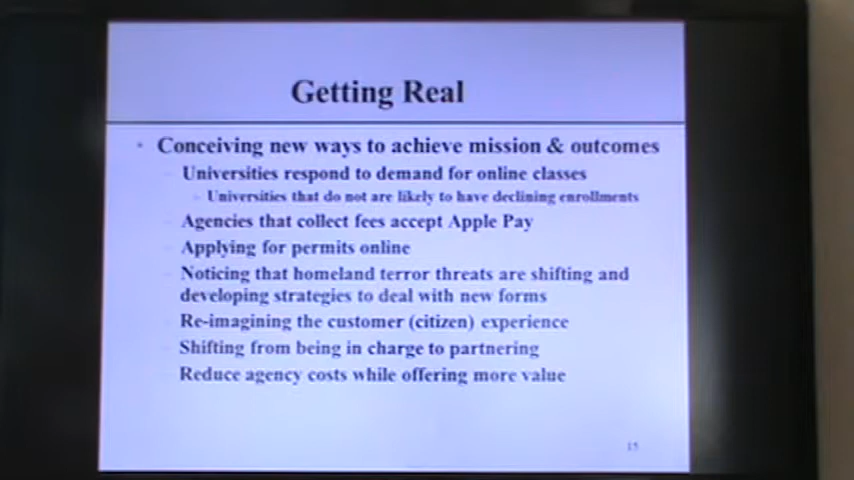 Getting Real
• Conceiving new ways to achieve mission & outcomes
– Universities respond to demand for online classes
– Universities that do not are likely to have declining enrollments
– Agencies that collect fees accept Apple Pay
– Applying for permits online
– Noticing that homeland terror threats are shifting and
developing strategies to deal with new forms
– Re-imagining the customer (citizen) experience
– Shifting from being in charge to partnering
– Reduce agency costs while offering more value
15